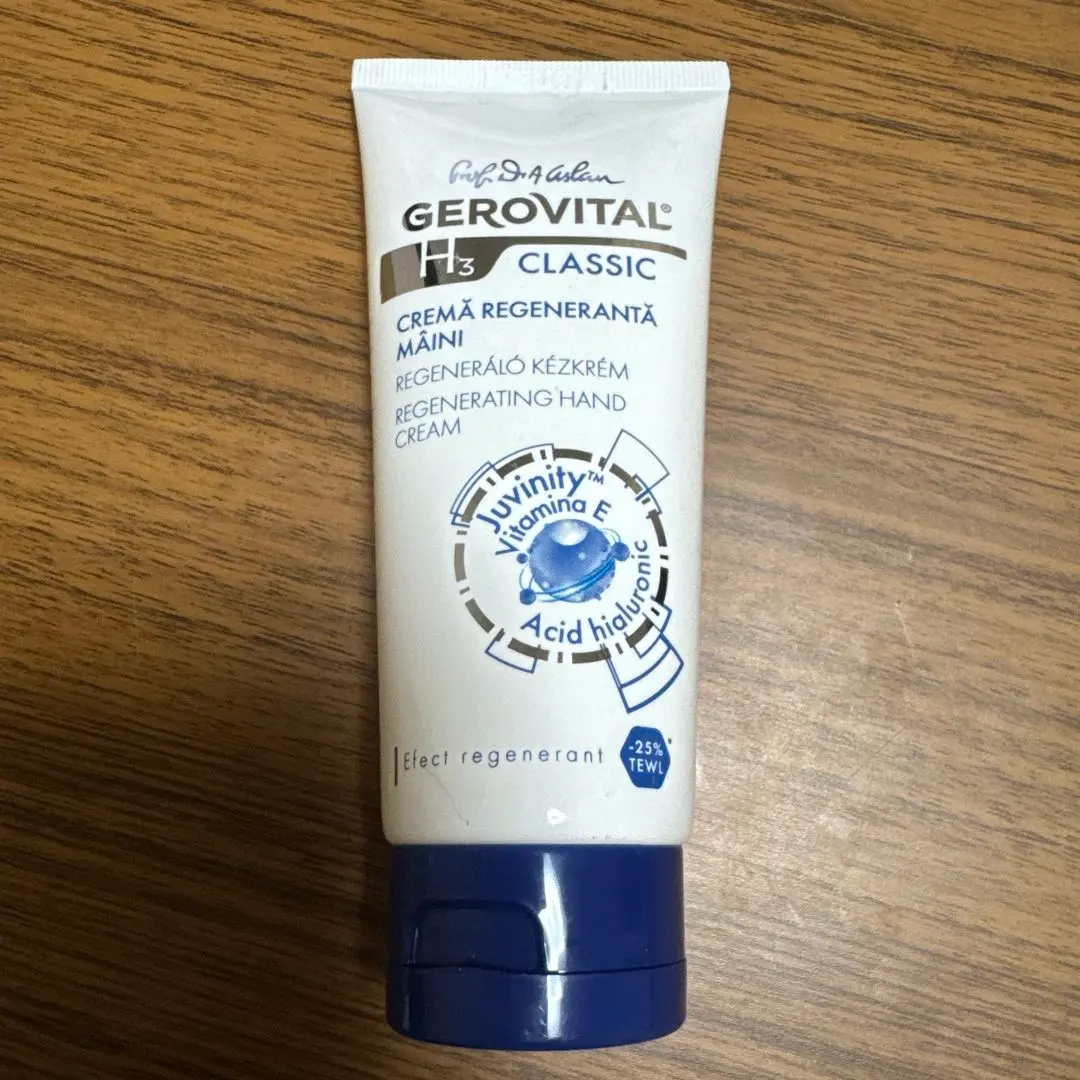 Prof. Dr. A. Aslan
GEROVITAL®
H3 CLASSIC
CREMĂ REGENERANTĂ
MÂINI
REGENERÁLÓ KÉZKRÉM
REGENERATING HAND
CREAM
Juvinity™
Vitamina E
Acid hialuronic
Efect regenerant
-25%*
TEWL